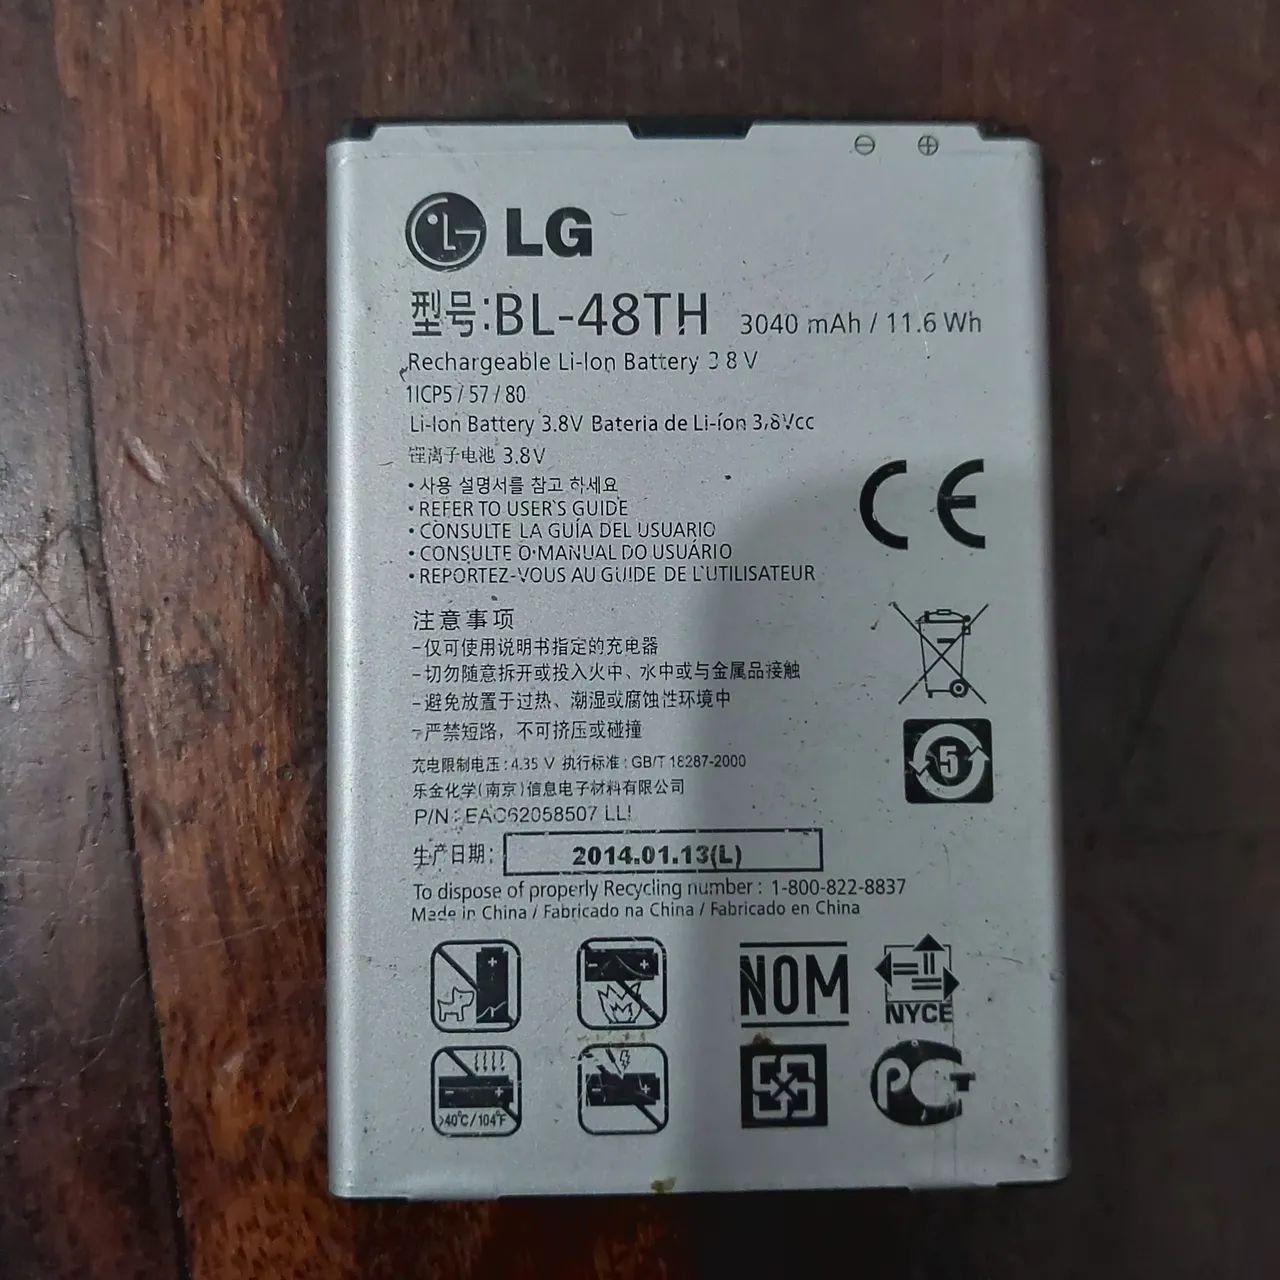 LG
型号:BL-48TH 3040 mAh / 11.6 Wh
Rechargeable Li-Ion Battery 3.8 V
1ICP5 / 57 / 80
Li-Ion Battery 3.8V Bateria de Li-íon 3,8Vcc
锂离子电池 3.8V
• 사용 설명서를 참고 하세요
• REFER TO USER'S GUIDE
• CONSULTE LA GUÍA DEL USUARIO
• CONSULTE O MANUAL DO USUÁRIO
• REPORTEZ-VOUS AU GUIDE DE L'UTILISATEUR
CE
注意事项
-仅可使用说明书指定的充电器
-切勿随意拆开或投入火中、水中或与金属品接触
-避免放置于过热、潮湿或腐蚀性环境中
-严禁短路，不可挤压或碰撞
充电限制电压: 4.35 V 执行标准: GB/T 18287-2000
乐金化学(南京)信息电子材料有限公司
P/N : EAC62058507 LLI
5
生产日期: 2014.01.13(L)
To dispose of properly Recycling number : 1-800-822-8837
Made in China / Fabricado na China / Fabricado en China
NOM
NYCE
>40°C/104°F
PCT